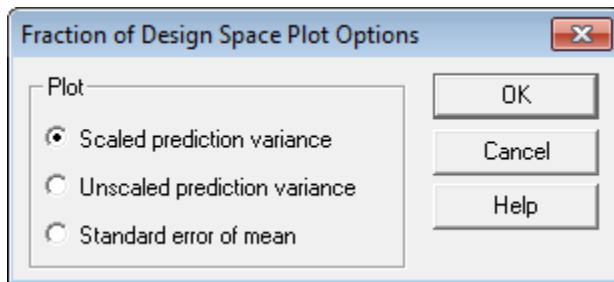 Fraction of Design Space Plot Options
Plot
Scaled prediction variance
Unscaled prediction variance
Standard error of mean
OK
Cancel
Help